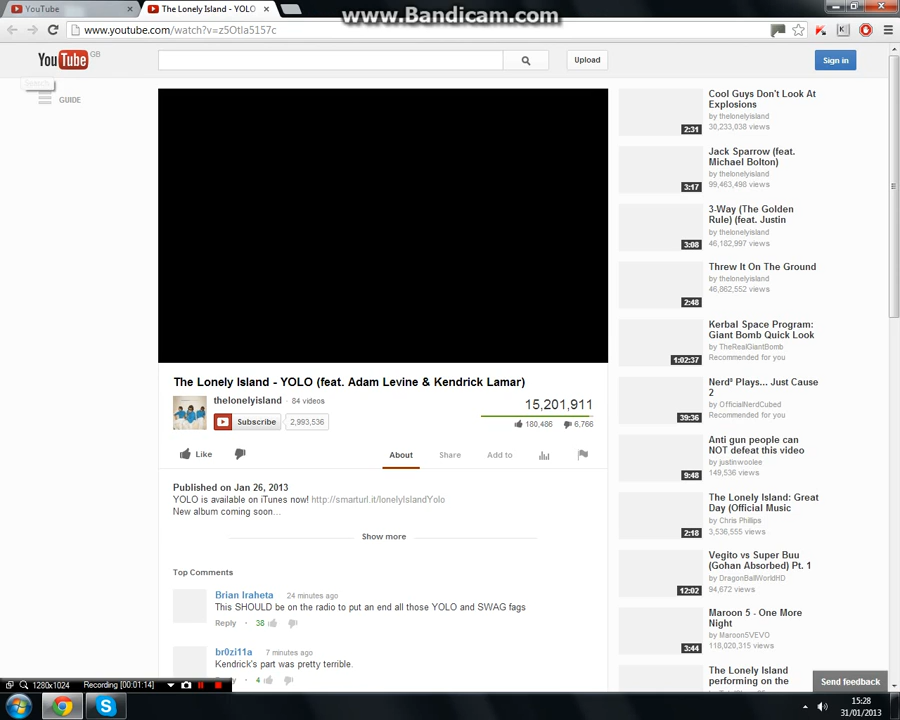 www.Bandicam.com
YouTube
The Lonely Island - YOLO
www.youtube.com/watch?v=z5Otla5157c
YouTube GB
Upload
Sign in
GUIDE
The Lonely Island - YOLO (feat. Adam Levine & Kendrick Lamar)
thelonelyisland · 84 videos
Subscribe 2,993,536
15,201,911
180,486 6,766
Like
About Share Add to
Published on Jan 26, 2013
YOLO is available on iTunes now! http://smarturl.it/lonelyIslandYolo
New album coming soon...
Show more
Top Comments
Brian Iraheta 24 minutes ago
This SHOULD be on the radio to put an end all those YOLO and SWAG fags
Reply · 38
br0zi11a 7 minutes ago
Kendrick's part was pretty terrible.
Reply · 4
Cool Guys Don't Look At
Explosions
by thelonelyisland
30,233,038 views
2:31
Jack Sparrow (feat.
Michael Bolton)
by thelonelyisland
99,463,498 views
3:17
3-Way (The Golden
Rule) (feat. Justin
by thelonelyisland
46,182,997 views
3:08
Threw It On The Ground
by thelonelyisland
46,862,552 views
2:48
Kerbal Space Program:
Giant Bomb Quick Look
by TheRealGiantBomb
Recommended for you
1:02:37
Nerd³ Plays... Just Cause
2
by OfficialNerdCubed
Recommended for you
39:36
Anti gun people can
NOT defeat this video
by justinwoolee
149,536 views
9:48
The Lonely Island: Great
Day (Official Music
by Chris Phillips
3,536,555 views
2:18
Vegito vs Super Buu
(Gohan Absorbed) Pt. 1
by DragonBallWorldHD
94,672 views
12:02
Maroon 5 - One More
Night
by Maroon5VEVO
118,020,315 views
3:44
The Lonely Island
performing on the
Send feedback
1280x1024 Recording [00:01:14]
15:28
31/01/2013